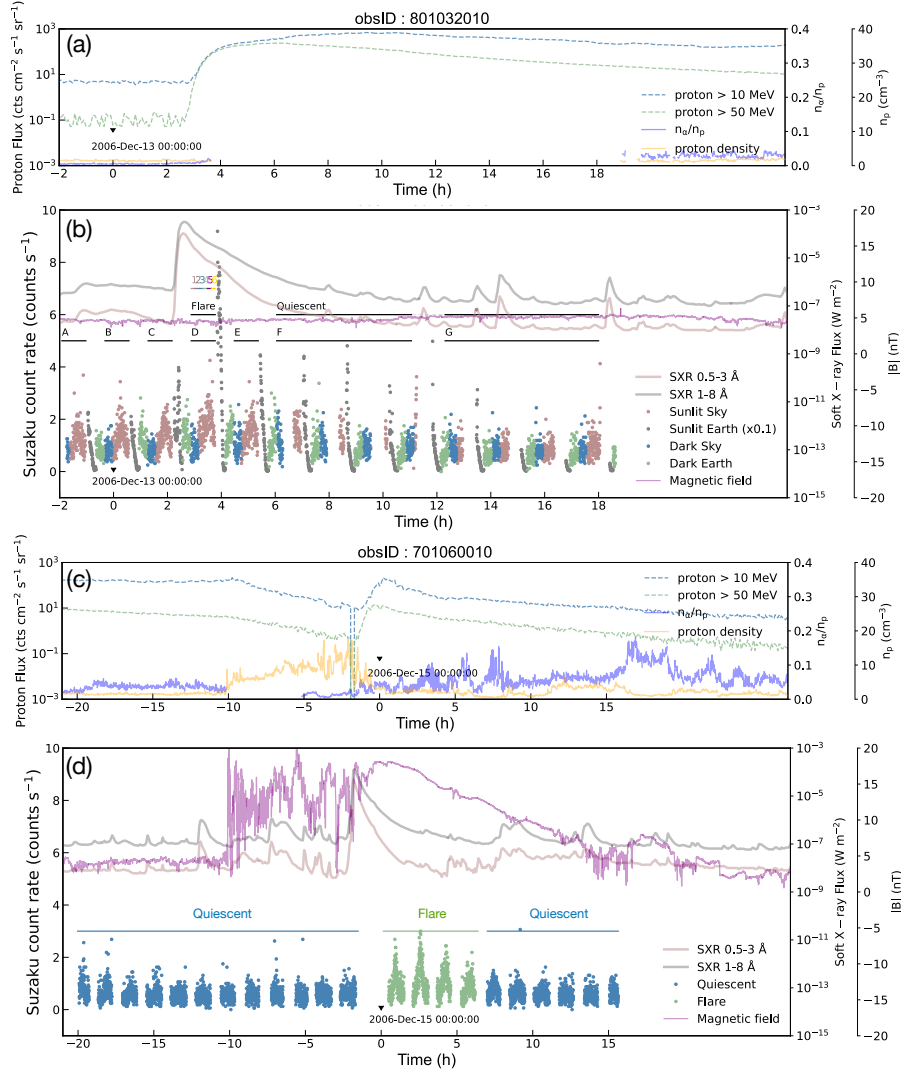 obsID : 801032010
(a)
Proton Flux (cts cm⁻² s⁻¹ sr⁻¹)
10³
10¹
10⁻¹
10⁻³
proton > 10 MeV
proton > 50 MeV
nα/np
proton density
2006-Dec-13 00:00:00
0.4
0.3
0.2
0.1
0.0
nα/np
40
30
20
10
0
np (cm⁻³)
−2 0 2 4 6 8 10 12 14 16 18
Time (h)
(b)
Suzaku count rate (counts s⁻¹)
10
8
6
4
2
0
Flare
Quiescent
A B C D E F G
SXR 0.5-3 Å
SXR 1-8 Å
Sunlit Sky
Sunlit Earth (x0.1)
Dark Sky
Dark Earth
Magnetic field
2006-Dec-13 00:00:00
10⁻³
10⁻⁵
10⁻⁷
10⁻⁹
10⁻¹¹
10⁻¹³
10⁻¹⁵
Soft X−ray Flux (W m⁻²)
20
15
10
5
0
−5
−10
−15
−20
|B| (nT)
−2 0 2 4 6 8 10 12 14 16 18
Time (h)
obsID : 701060010
(c)
Proton Flux (cts cm⁻² s⁻¹ sr⁻¹)
10³
10¹
10⁻¹
10⁻³
proton > 10 MeV
proton > 50 MeV
nα/np
proton density
2006-Dec-15 00:00:00
0.4
0.3
0.2
0.1
0.0
nα/np
40
30
20
10
0
np (cm⁻³)
−20 −15 −10 −5 0 5 10 15
Time (h)
(d)
Suzaku count rate (counts s⁻¹)
10
8
6
4
2
0
Quiescent
Flare
Quiescent
SXR 0.5-3 Å
SXR 1-8 Å
Quiescent
Flare
Magnetic field
2006-Dec-15 00:00:00
10⁻³
10⁻⁵
10⁻⁷
10⁻⁹
10⁻¹¹
10⁻¹³
10⁻¹⁵
Soft X−ray Flux (W m⁻²)
20
15
10
5
0
−5
−10
−15
−20
|B| (nT)
−20 −15 −10 −5 0 5 10 15
Time (h)